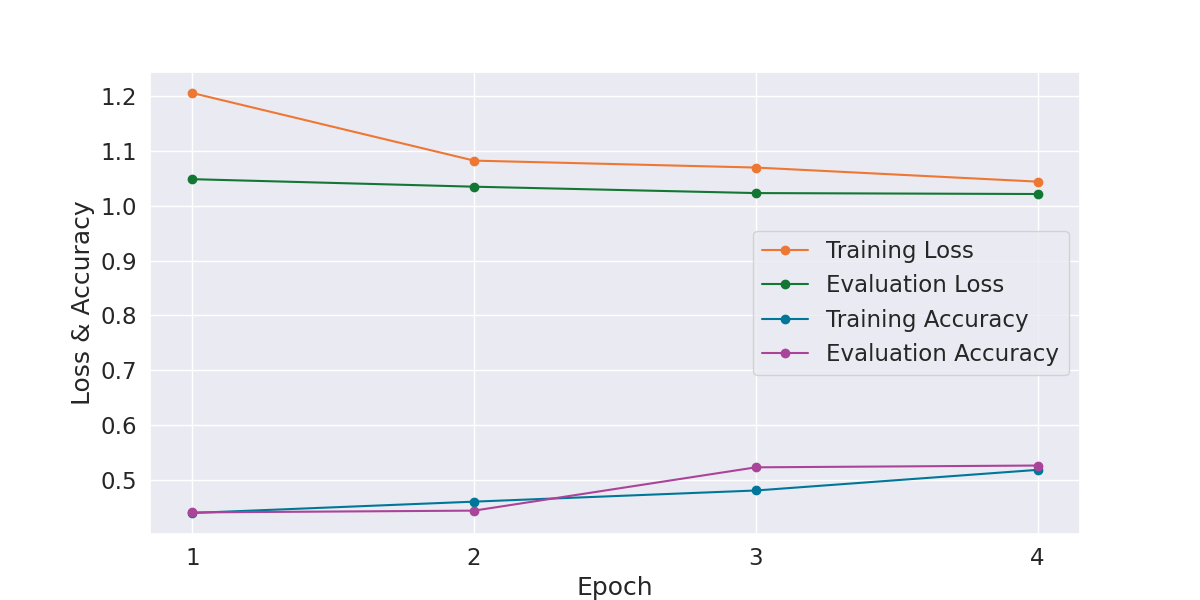 1.2
1.1
1.0
0.9
0.8
0.7
0.6
0.5
Loss & Accuracy
Training Loss
Evaluation Loss
Training Accuracy
Evaluation Accuracy
1 2 3 4
Epoch